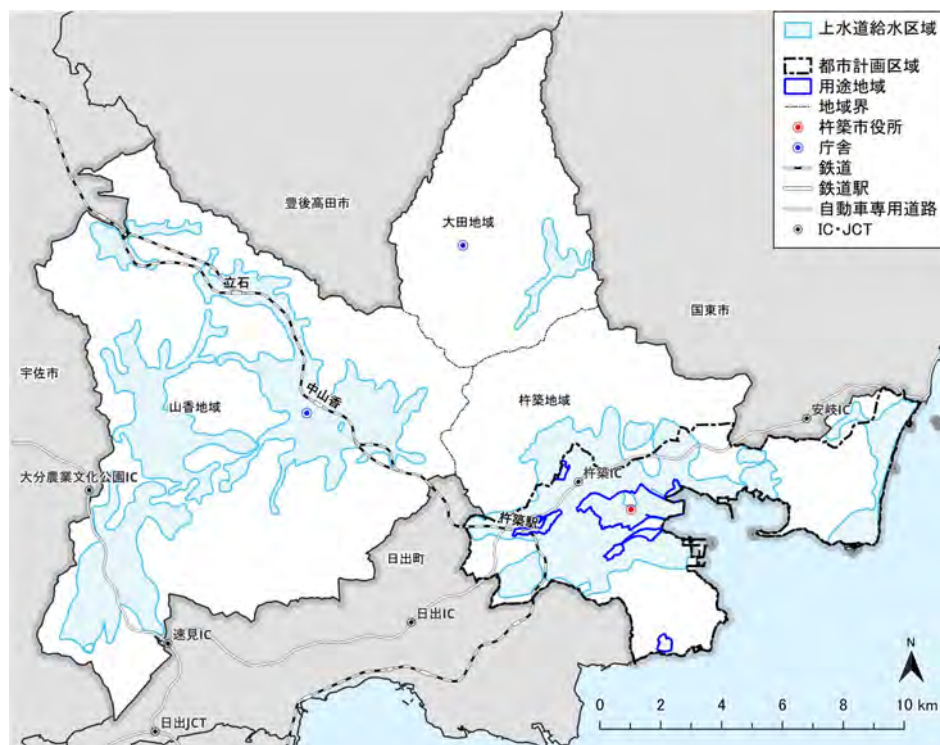 上水道給水区域
都市計画区域
用途地域
地域界
杵築市役所
庁舎
鉄道
鉄道駅
自動車専用道路
IC・JCT
豊後高田市
大田地域
立石
国東市
宇佐市
中山香
山香地域
杵築地域
安岐IC
大分農業文化公園IC
杵築IC
杵築駅
日出町
日出IC
速見IC
日出JCT
N
0 2 4 6 8 10 km